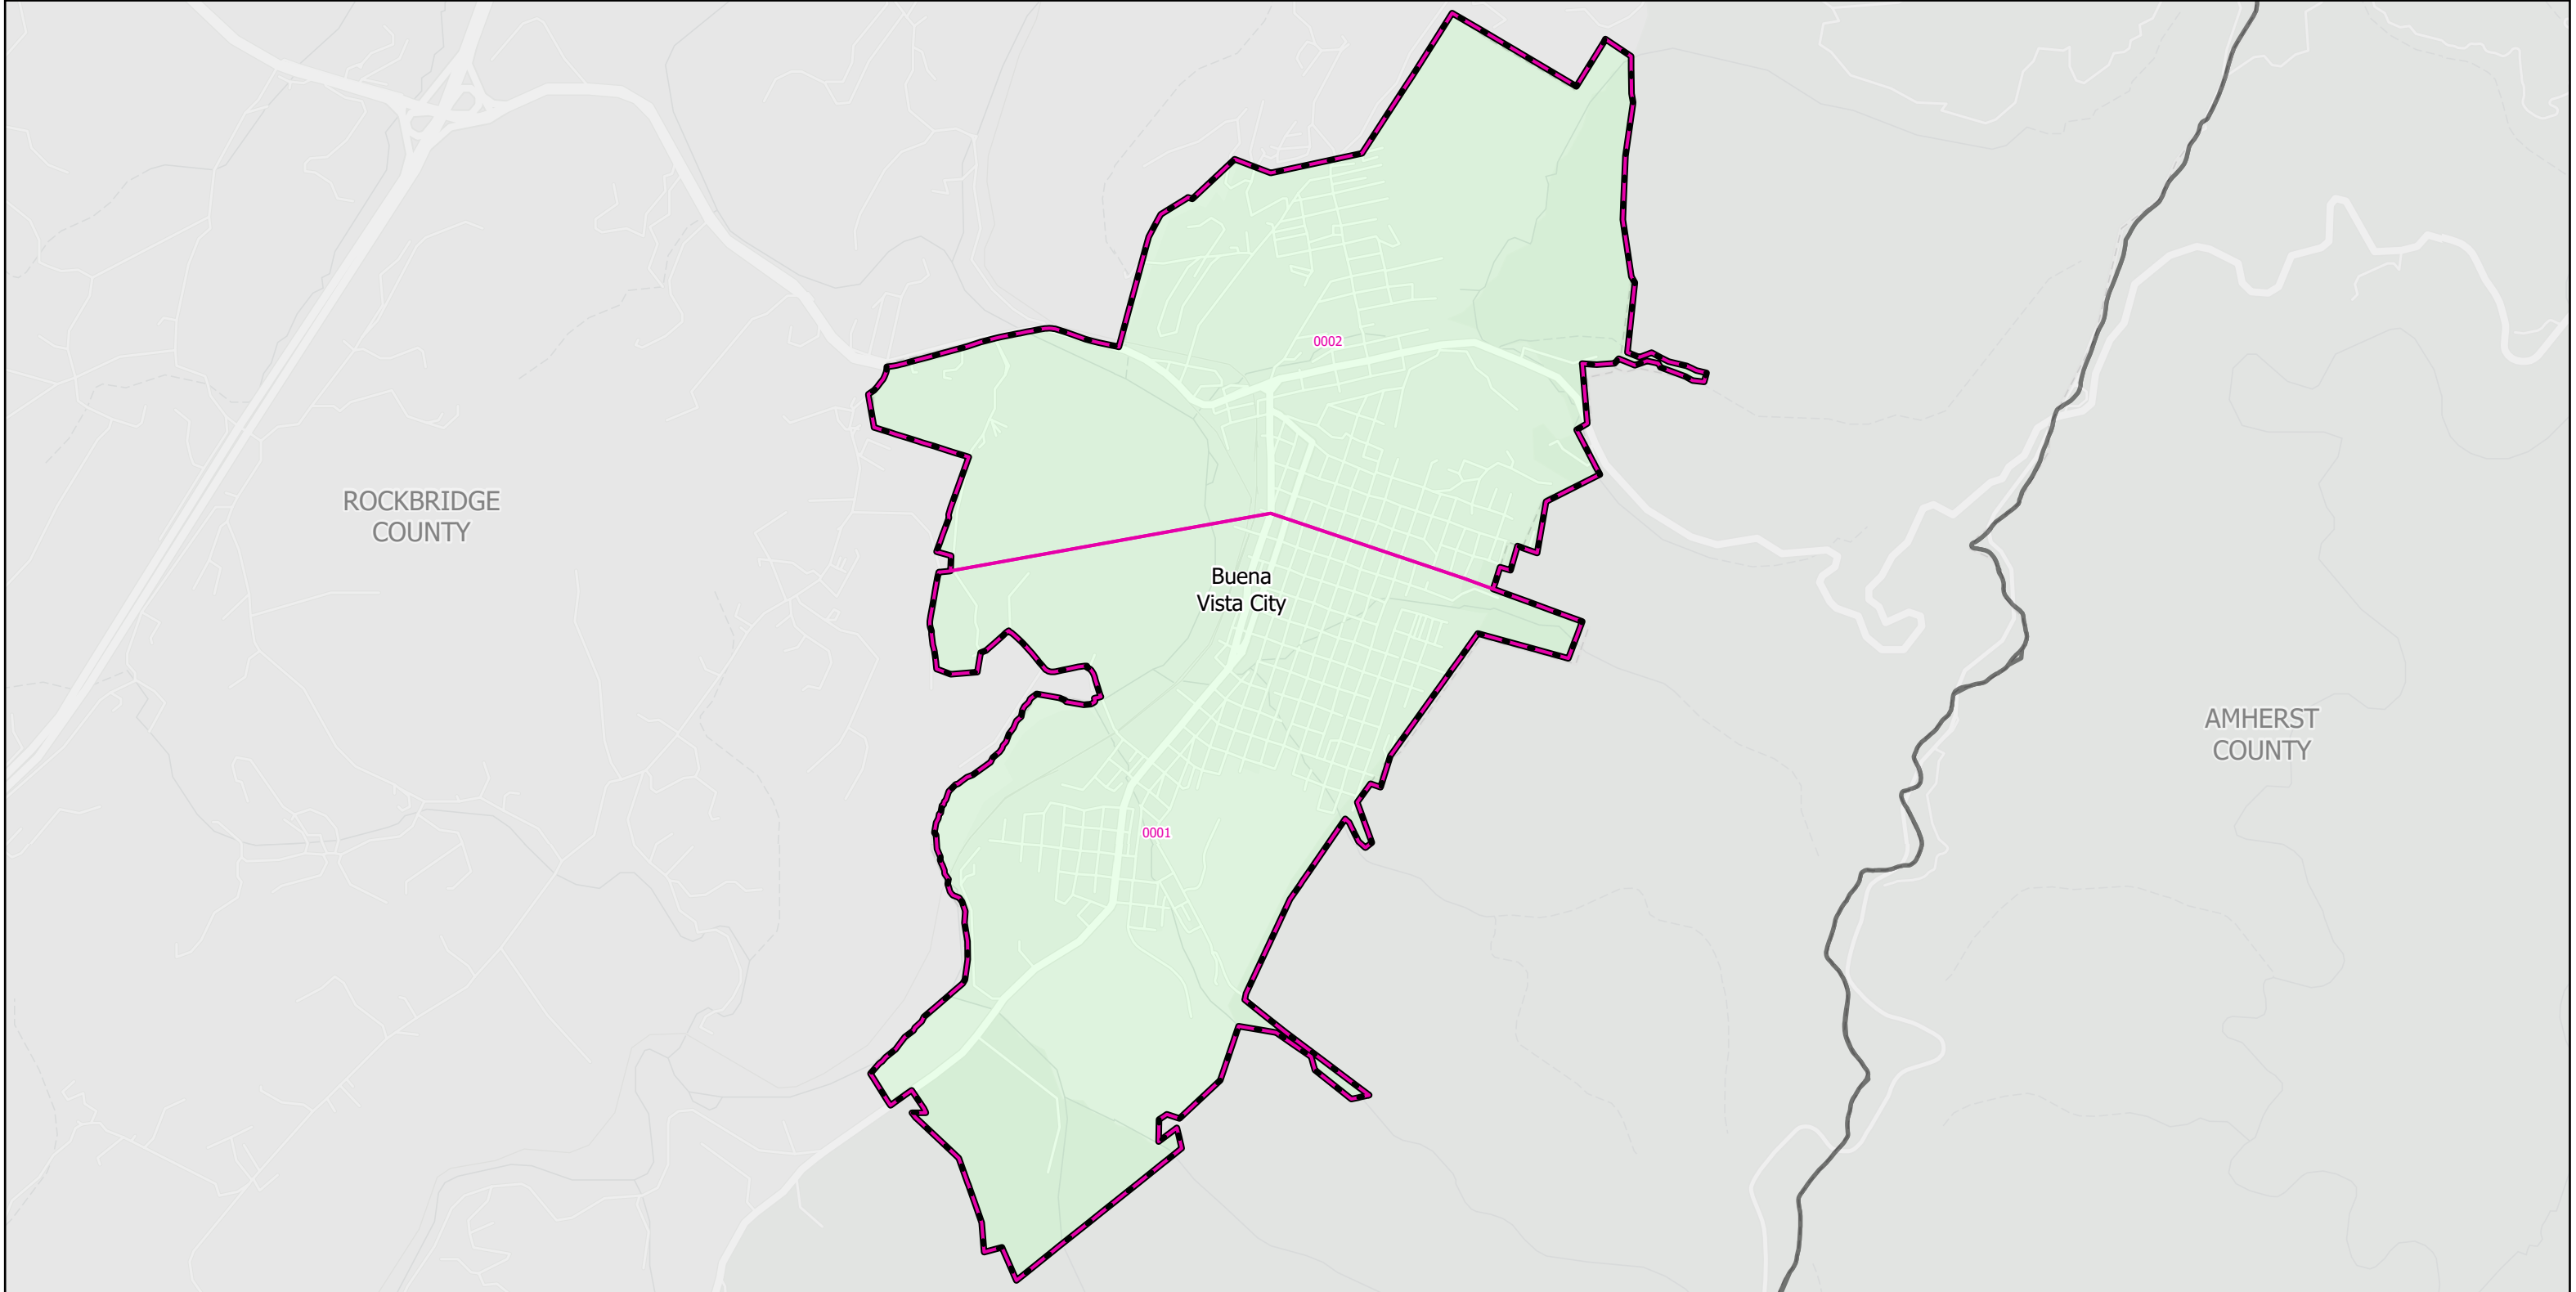 0002
ROCKBRIDGE
COUNTY
Buena
Vista City
AMHERST
COUNTY
0001